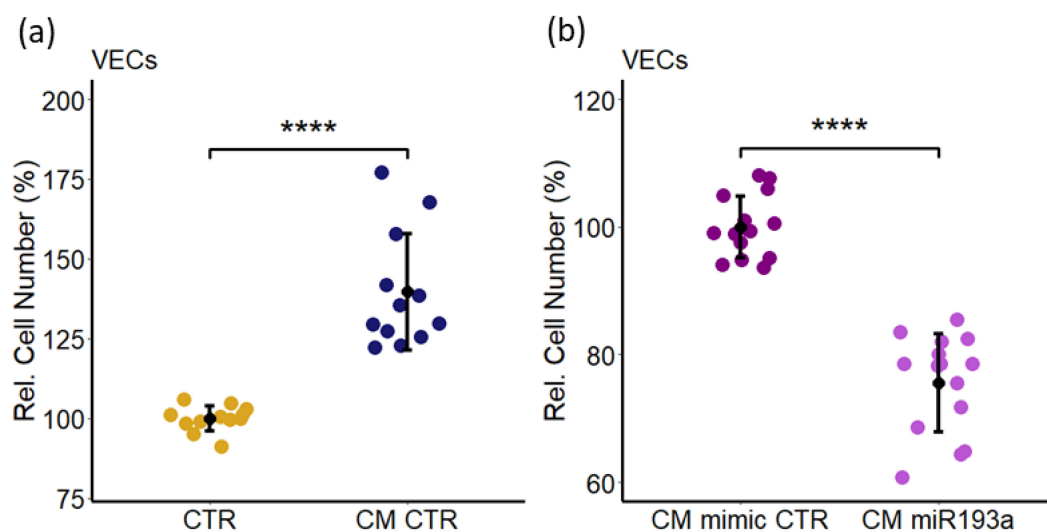 (a)
VECs
Rel. Cell Number (%)
200
175
150
125
100
75
****
CTR
CM CTR
(b)
VECs
Rel. Cell Number (%)
120
100
80
60
****
CM mimic CTR
CM miR193a